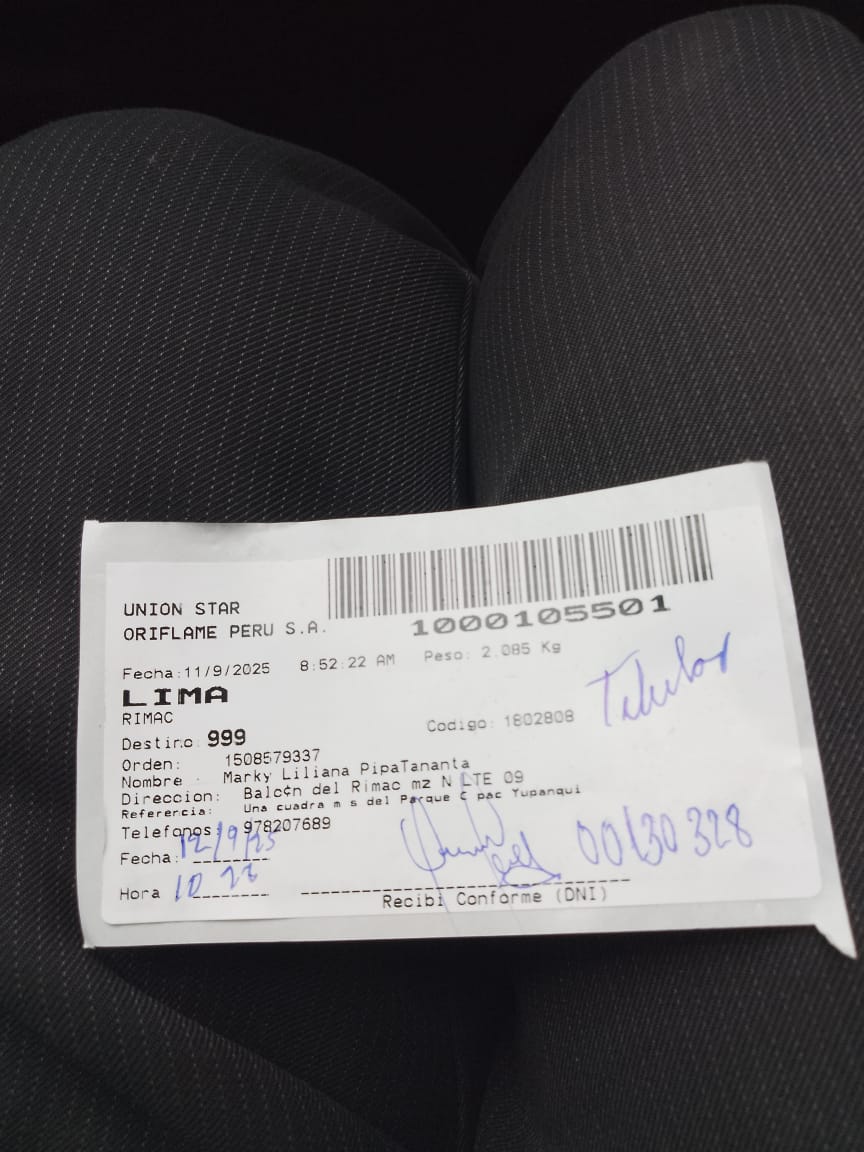 UNION STAR
ORIFLAME PERU S.A.
1000105501
Fecha:11/9/2025 8:52:22 AM Peso: 2.085 Kg
LIMA
RIMAC
Titular
Destino: 999 Codigo: 1802808
Orden: 1508579337
Nombre : Marky Liliana PipaTananta
Direccion: Balc¢n del Rimac mz N LTE 09
Referercia: Una cuadra m s del Parque C pac Yupanqui
Telefonos: 978207689
Fecha: 12/9/25
00130328
Hora 10
Recibi Conforme (DNI)